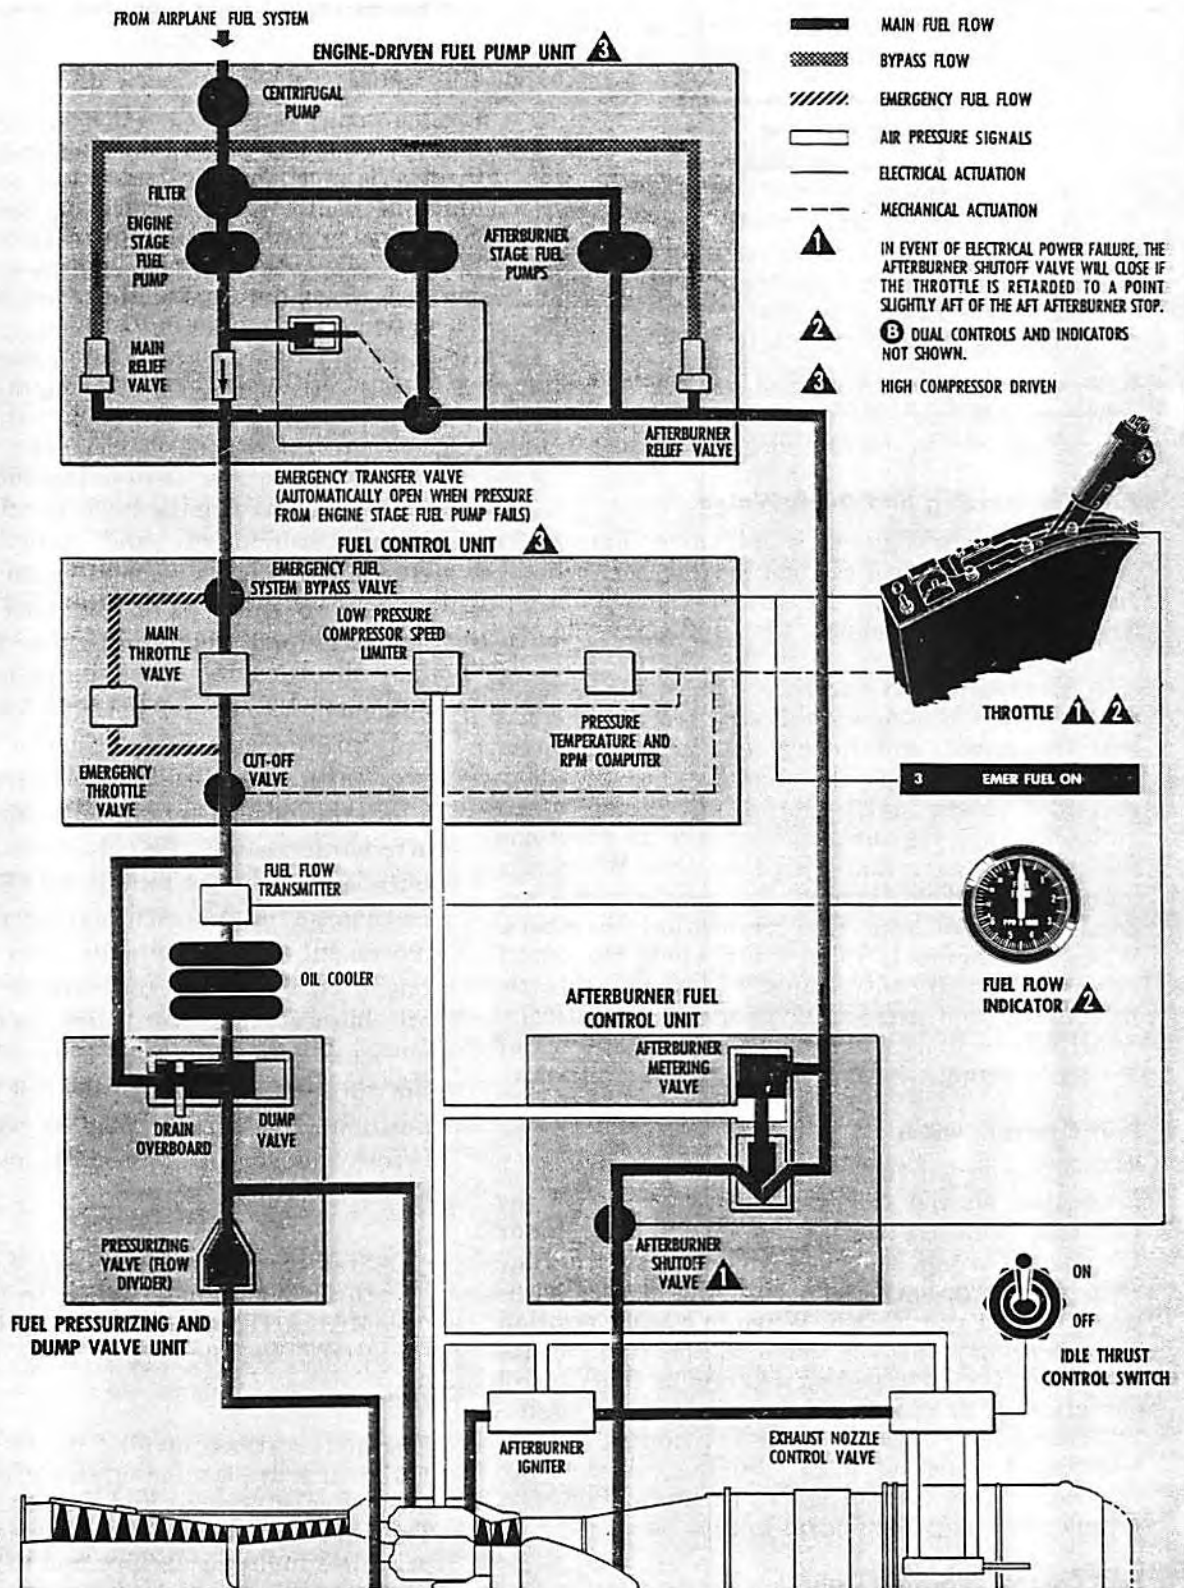 FROM AIRPLANE FUEL SYSTEM
ENGINE-DRIVEN FUEL PUMP UNIT 3
CENTRIFUGAL
PUMP
FILTER
ENGINE
STAGE
FUEL
PUMP
AFTERBURNER
STAGE FUEL
PUMPS
MAIN
RELIEF
VALVE
AFTERBURNER
RELIEF VALVE
EMERGENCY TRANSFER VALVE
(AUTOMATICALLY OPEN WHEN PRESSURE
FROM ENGINE STAGE FUEL PUMP FAILS)
MAIN FUEL FLOW
BYPASS FLOW
EMERGENCY FUEL FLOW
AIR PRESSURE SIGNALS
ELECTRICAL ACTUATION
MECHANICAL ACTUATION
1 IN EVENT OF ELECTRICAL POWER FAILURE, THE
AFTERBURNER SHUTOFF VALVE WILL CLOSE IF
THE THROTTLE IS RETARDED TO A POINT
SLIGHTLY AFT OF THE AFT AFTERBURNER STOP.
2 B DUAL CONTROLS AND INDICATORS
NOT SHOWN.
3 HIGH COMPRESSOR DRIVEN
FUEL CONTROL UNIT 3
EMERGENCY FUEL
SYSTEM BYPASS VALVE
MAIN
THROTTLE
VALVE
LOW PRESSURE
COMPRESSOR SPEED
LIMITER
PRESSURE
TEMPERATURE AND
RPM COMPUTER
EMERGENCY
THROTTLE
VALVE
CUT-OFF
VALVE
THROTTLE 1 2
3 EMER FUEL ON
FUEL FLOW
TRANSMITTER
OIL COOLER
FUEL FLOW
INDICATOR 2
AFTERBURNER FUEL
CONTROL UNIT
AFTERBURNER
METERING
VALVE
DRAIN
OVERBOARD
DUMP
VALVE
PRESSURIZING
VALVE (FLOW
DIVIDER)
AFTERBURNER
SHUTOFF
VALVE 1
FUEL PRESSURIZING AND
DUMP VALVE UNIT
ON
OFF
IDLE THRUST
CONTROL SWITCH
AFTERBURNER
IGNITER
EXHAUST NOZZLE
CONTROL VALVE